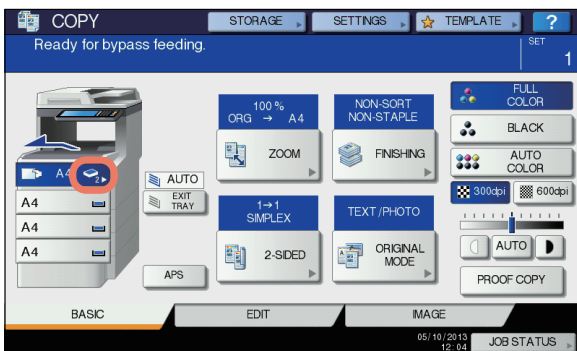 COPY
STORAGE
SETTINGS
TEMPLATE
?
Ready for bypass feeding.
SET
1
100 %
ORG → A4
ZOOM
NON-SORT
NON-STAPLE
FINISHING
FULL
COLOR
BLACK
AUTO
COLOR
300dpi
600dpi
A4
2
A4
A4
A4
AUTO
EXIT
TRAY
APS
1→1
SIMPLEX
2-SIDED
TEXT/PHOTO
ORIGINAL
MODE
AUTO
PROOF COPY
BASIC
EDIT
IMAGE
05/10/2013
12:04
JOB STATUS